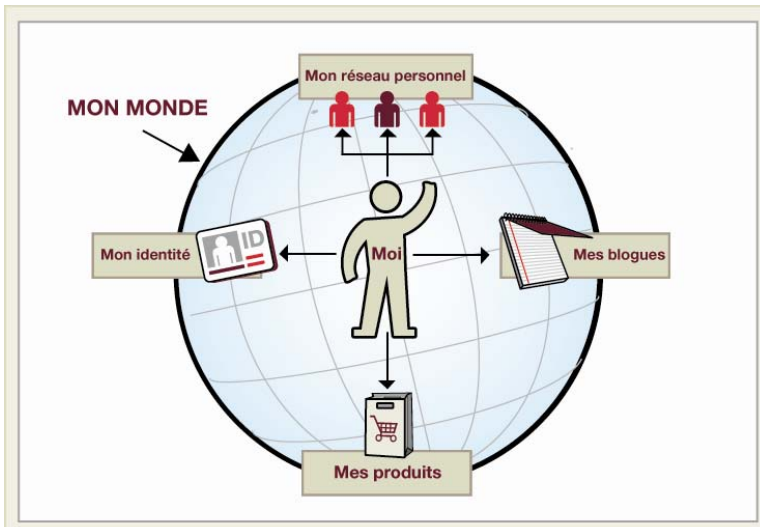 Mon réseau personnel
MON MONDE
Mon identité
ID
Moi
Mes blogues
Mes produits